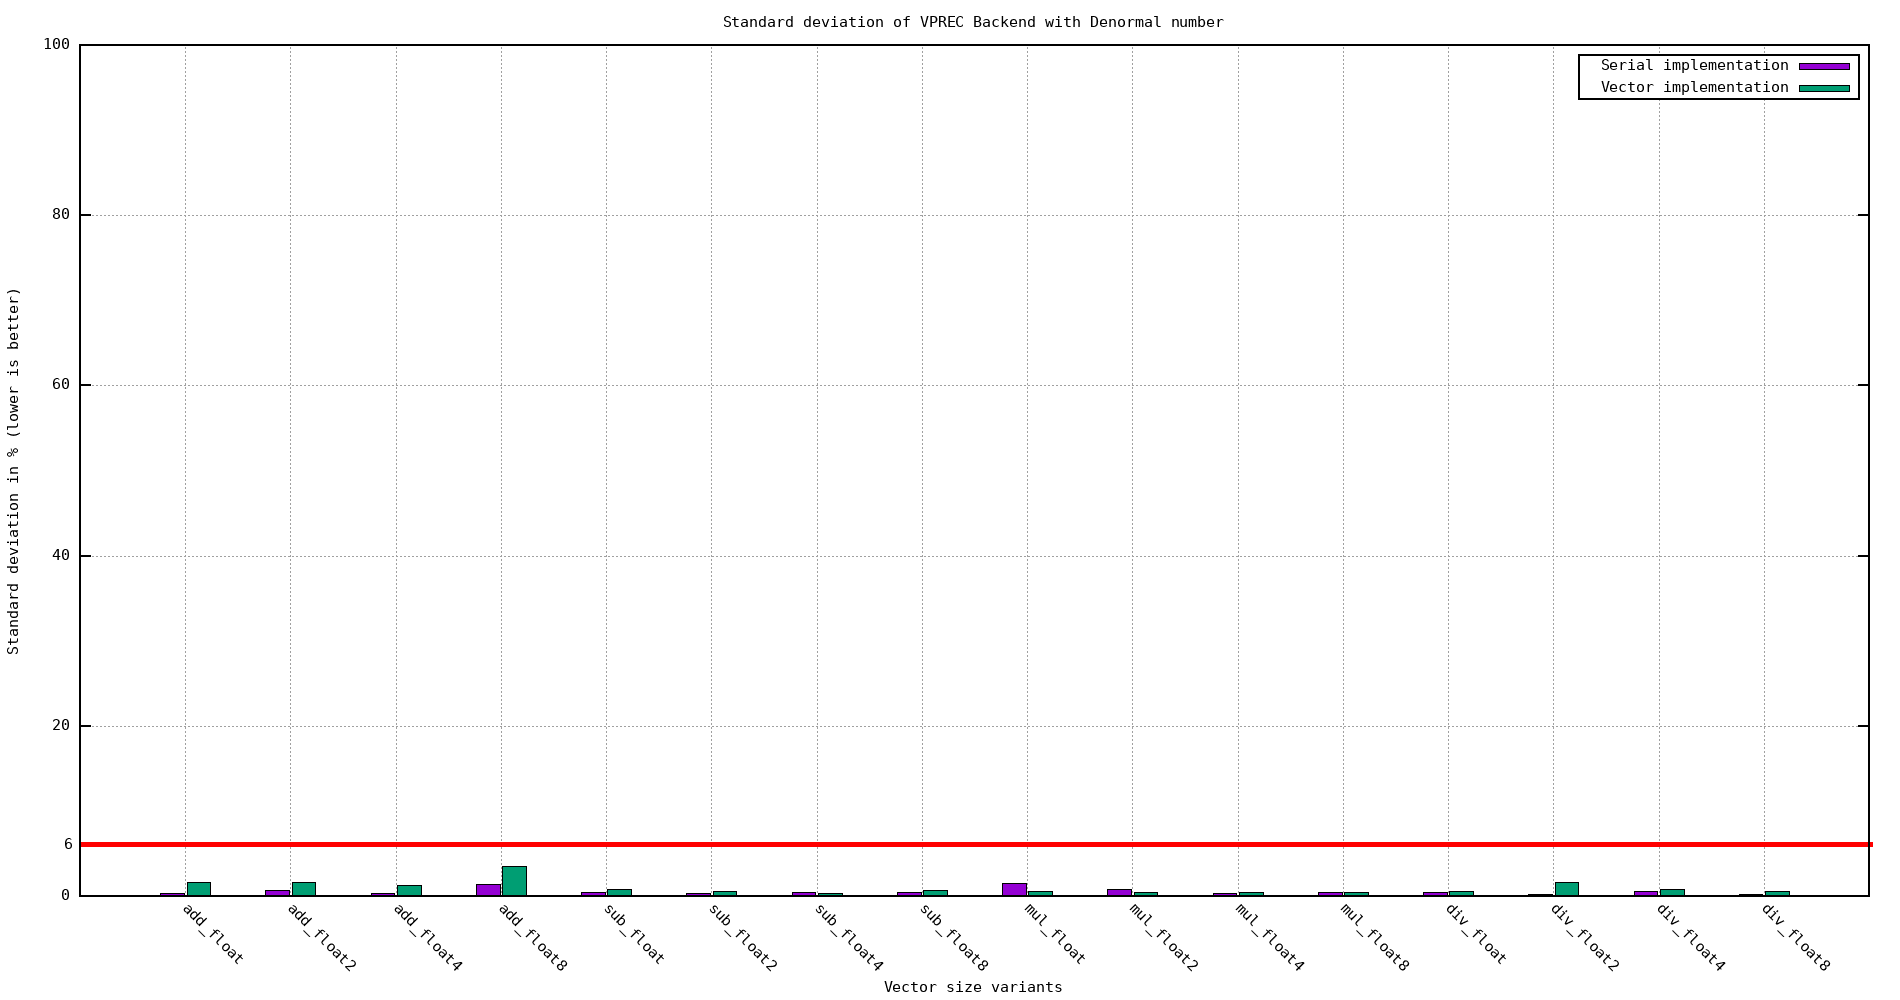 Standard deviation of VPREC Backend with Denormal number
Serial implementation
Vector implementation
Standard deviation in % (lower is better)
100
80
60
40
20
6
0
add_float
add_float2
add_float4
add_float8
sub_float
sub_float2
sub_float4
sub_float8
mul_float
mul_float2
mul_float4
mul_float8
div_float
div_float2
div_float4
div_float8
Vector size variants